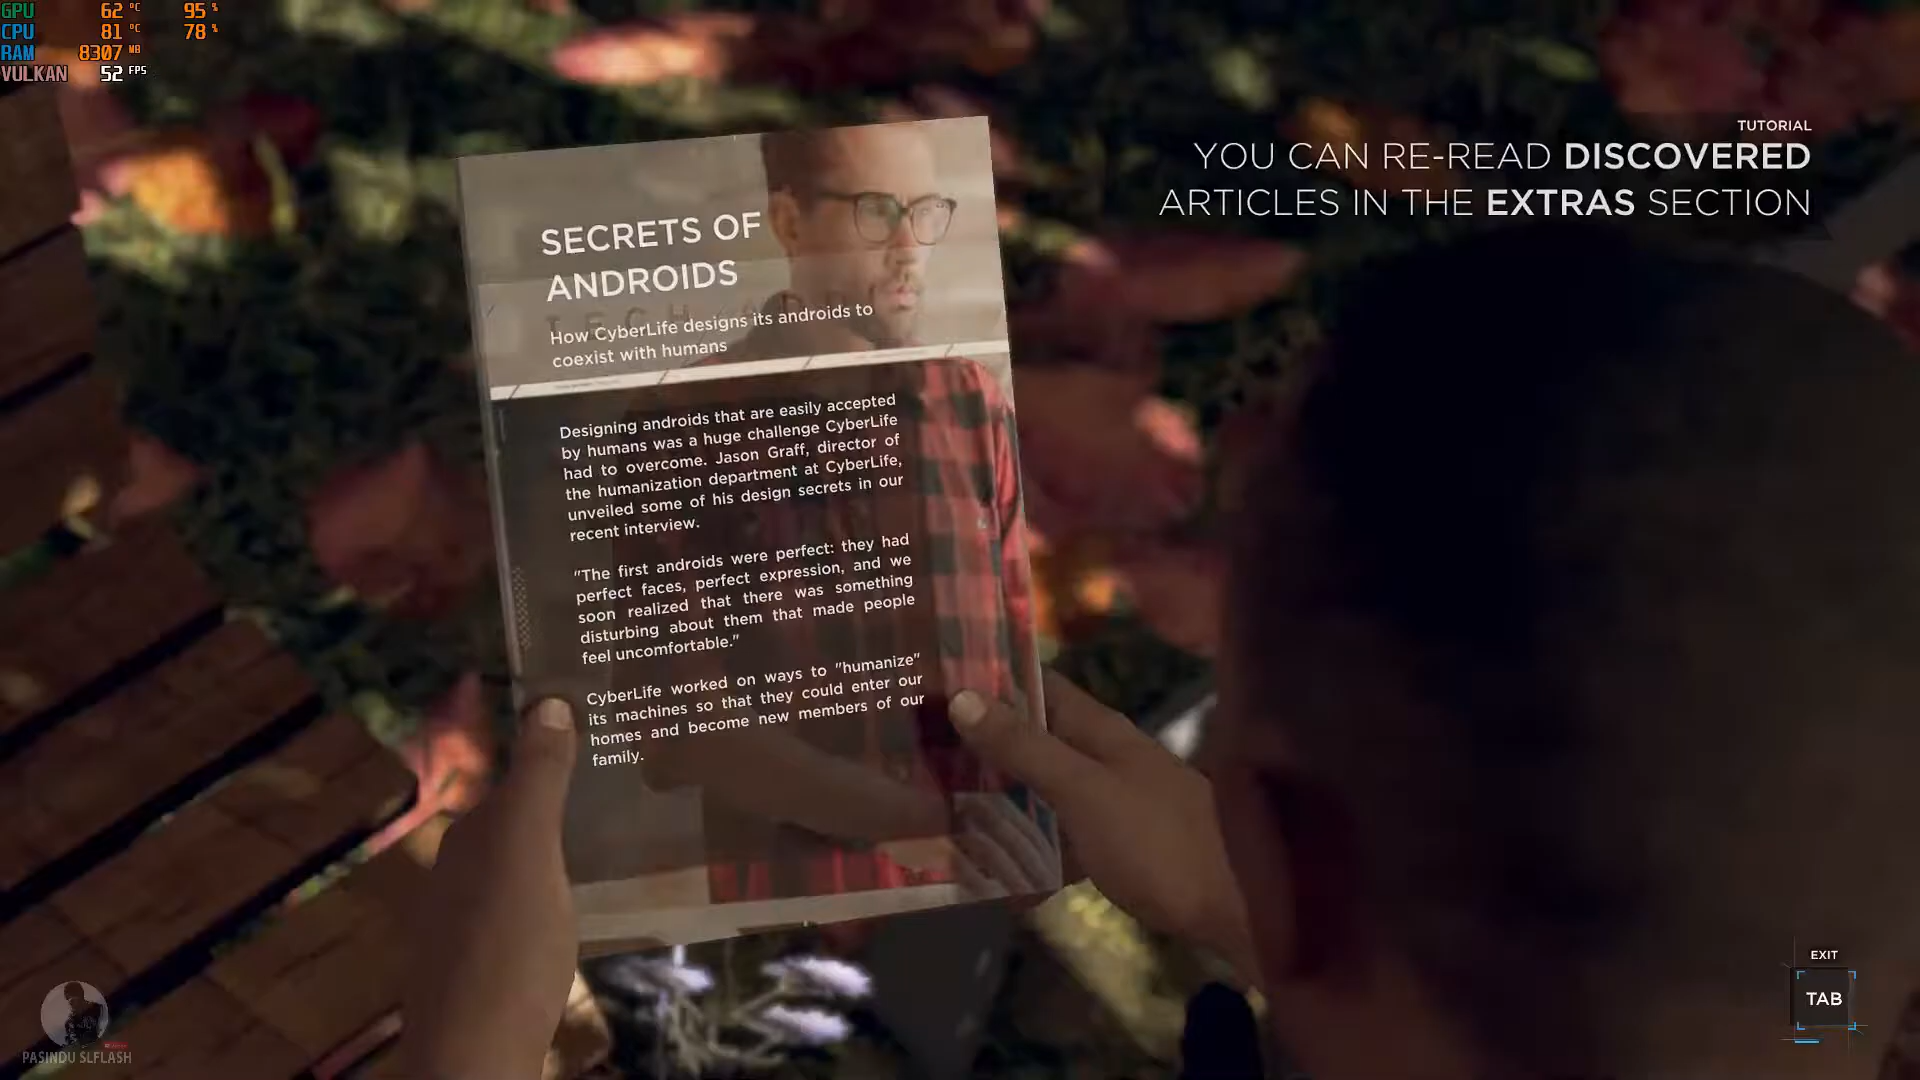 GPU 62 °C 95 %
CPU 81 °C 78 %
RAM 8307 MB
VULKAN 52 FPS
TUTORIAL
YOU CAN RE-READ DISCOVERED
ARTICLES IN THE EXTRAS SECTION
SECRETS OF
ANDROIDS
How CyberLife designs its androids to
coexist with humans
Designing androids that are easily accepted
by humans was a huge challenge CyberLife
had to overcome. Jason Graff, director of
the humanization department at CyberLife,
unveiled some of his design secrets in our
recent interview.
"The first androids were perfect: they had
perfect faces, perfect expression, and we
soon realized that there was something
disturbing about them that made people
feel uncomfortable."
CyberLife worked on ways to "humanize"
its machines so that they could enter our
homes and become new members of our
family.
EXIT
TAB
PASINDU SLFLASH